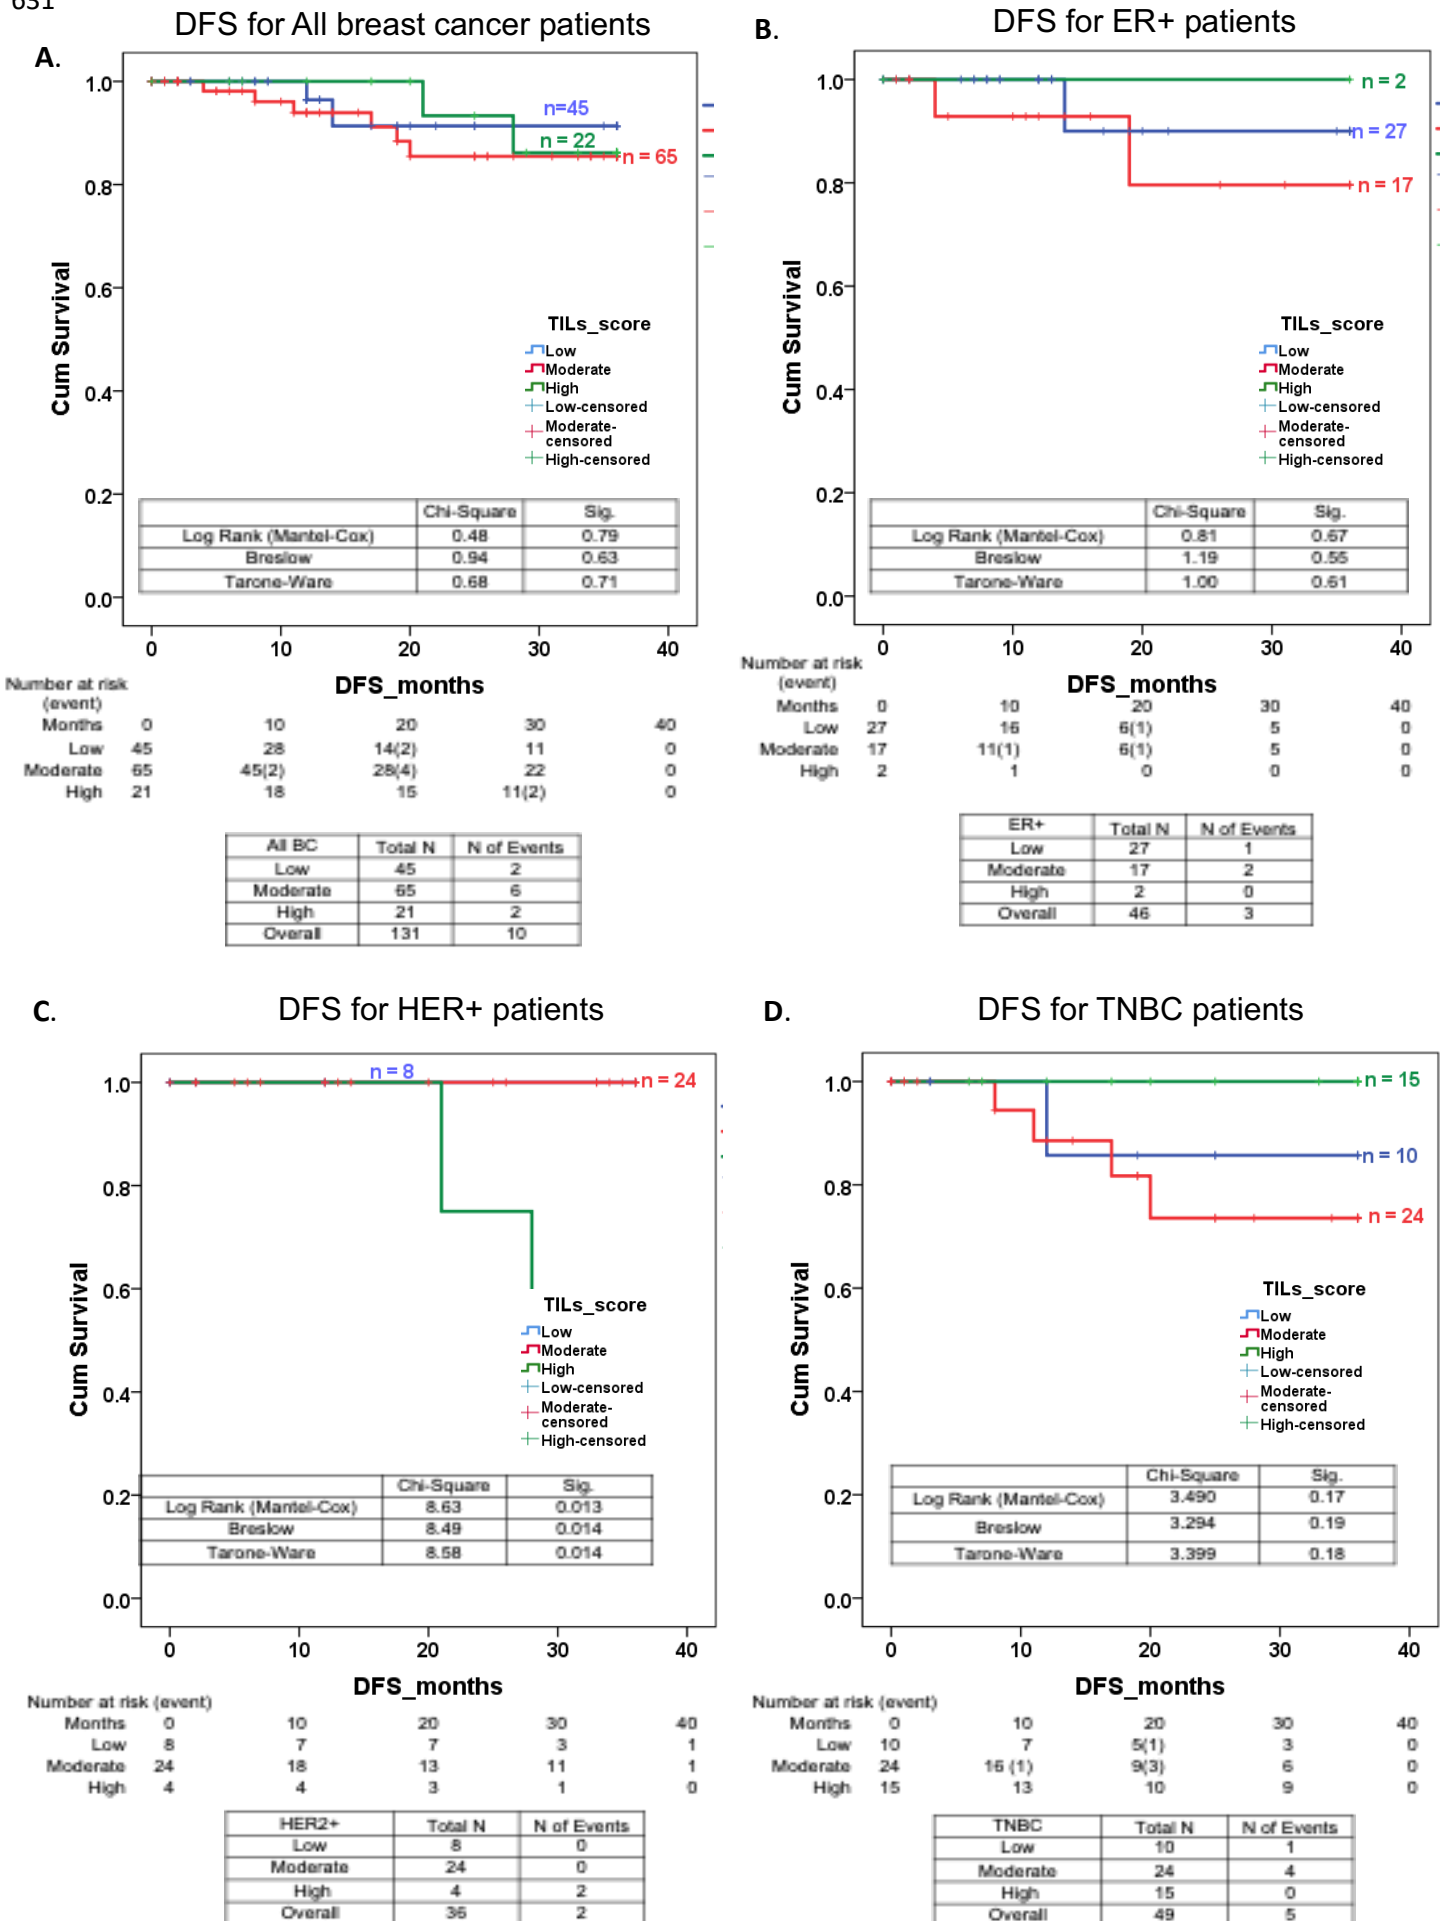 631
DFS for All breast cancer patients
A.
1.0
0.8
0.6
0.4
0.2
0.0
Cum Survival
n=45
n = 22
n = 65
TILs_score
Low
Moderate
High
Low-censored
Moderate-
censored
High-censored
Chi-Square Sig.
Log Rank (Mantel-Cox) 0.48 0.79
Breslow 0.94 0.63
Tarone-Ware 0.68 0.71
0 10 20 30 40
DFS_months
Number at risk
(event)
Months 0 10 20 30 40
Low 45 28 14(2) 11 0
Moderate 65 45(2) 28(4) 22 0
High 21 18 15 11(2) 0
All BC Total N N of Events
Low 45 2
Moderate 65 6
High 21 2
Overall 131 10
DFS for ER+ patients
B.
1.0
0.8
0.6
0.4
0.2
0.0
Cum Survival
n = 2
n = 27
n = 17
TILs_score
Low
Moderate
High
Low-censored
Moderate-
censored
High-censored
Chi-Square Sig.
Log Rank (Mantel-Cox) 0.81 0.67
Breslow 1.19 0.55
Tarone-Ware 1.00 0.61
0 10 20 30 40
DFS_months
Number at risk
(event)
Months 0 10 20 30 40
Low 27 16 6(1) 5 0
Moderate 17 11(1) 6(1) 5 0
High 2 1 0 0 0
ER+ Total N N of Events
Low 27 1
Moderate 17 2
High 2 0
Overall 46 3
C.
DFS for HER+ patients
1.0
0.8
0.6
0.4
0.2
0.0
Cum Survival
n = 8
n = 24
TILs_score
Low
Moderate
High
Low-censored
Moderate-
censored
High-censored
Chi-Square Sig.
Log Rank (Mantel-Cox) 8.63 0.013
Breslow 8.49 0.014
Tarone-Ware 8.58 0.014
0 10 20 30 40
DFS_months
Number at risk (event)
Months 0 10 20 30 40
Low 8 7 7 3 1
Moderate 24 18 13 11 1
High 4 4 3 1 0
HER2+ Total N N of Events
Low 8 0
Moderate 24 0
High 4 2
Overall 36 2
D.
DFS for TNBC patients
1.0
0.8
0.6
0.4
0.2
0.0
Cum Survival
n = 15
n = 10
n = 24
TILs_score
Low
Moderate
High
Low-censored
Moderate-
censored
High-censored
Chi-Square Sig.
Log Rank (Mantel-Cox) 3.490 0.17
Breslow 3.294 0.19
Tarone-Ware 3.399 0.18
0 10 20 30 40
DFS_months
Number at risk (event)
Months 0 10 20 30 40
Low 10 7 5(1) 3 0
Moderate 24 16 (1) 9(3) 6 0
High 15 13 10 9 0
TNBC Total N N of Events
Low 10 1
Moderate 24 4
High 15 0
Overall 49 5